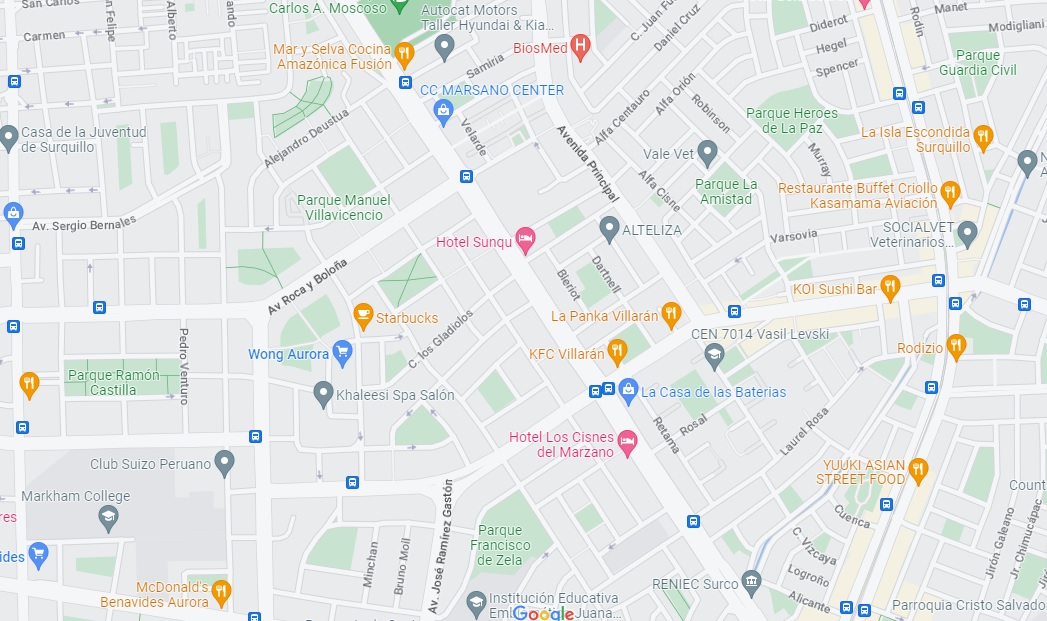 San Carlos
Carmen
n Felipe
Alberto
ando
Carlos A. Moscoso
Autocat Motors
Taller Hyundai & Kia...
Mar y Selva Cocina
Amazónica Fusión
Samiria
BiosMed
C. Juan Fu
Daniel Cruz
Diderot
Hegel
Spencer
Rodin
Manet
Modigliani
Parque
Guardia Civil
CC MARSANO CENTER
Velarde
Alejandro Deustua
Casa de la Juventud
de Surquillo
Avenida Principal
Alfa Centauro
Alfa Orión
Robinson
Parque Heroes
de La Paz
Murray
La Isla Escondida
Surquillo
Vale Vet
Alfa Cisne
Parque La
Amistad
Restaurante Buffet Criollo
Kasamama Aviación
N
A
Av. Sergio Bernales
Parque Manuel
Villavicencio
Hotel Sunqu
ALTELIZA
Varsovia
SOCIALVET
Veterinarios...
Av Roca y Boloña
Bleriot
Dartnell
KOI Sushi Bar
Starbucks
C. los Gladiolos
La Panka Villarán
CEN 7014 Vasil Levski
Wong Aurora
KFC Villarán
Rodizio
Pedro Venturo
Parque Ramón
Castilla
Khaleesi Spa Salón
La Casa de las Baterias
Retama
Rosal
Laurel Rosa
Hotel Los Cisnes
del Marzano
Club Suizo Peruano
YUUKI ASIAN
STREET FOOD
Markham College
res
Count
Av. José Ramírez Gastón
Parque
Francisco
de Zela
Cuenca
C. Vizcaya
Logroño
Alicante
Jirón Galeano
Jr. Chimucápac
Jirón
ides
Minchan
Bruno Moll
McDonald's
Benavides Aurora
RENIEC Surco
Institución Educativa
Juana...
Google
Parroquia Cristo Salvado